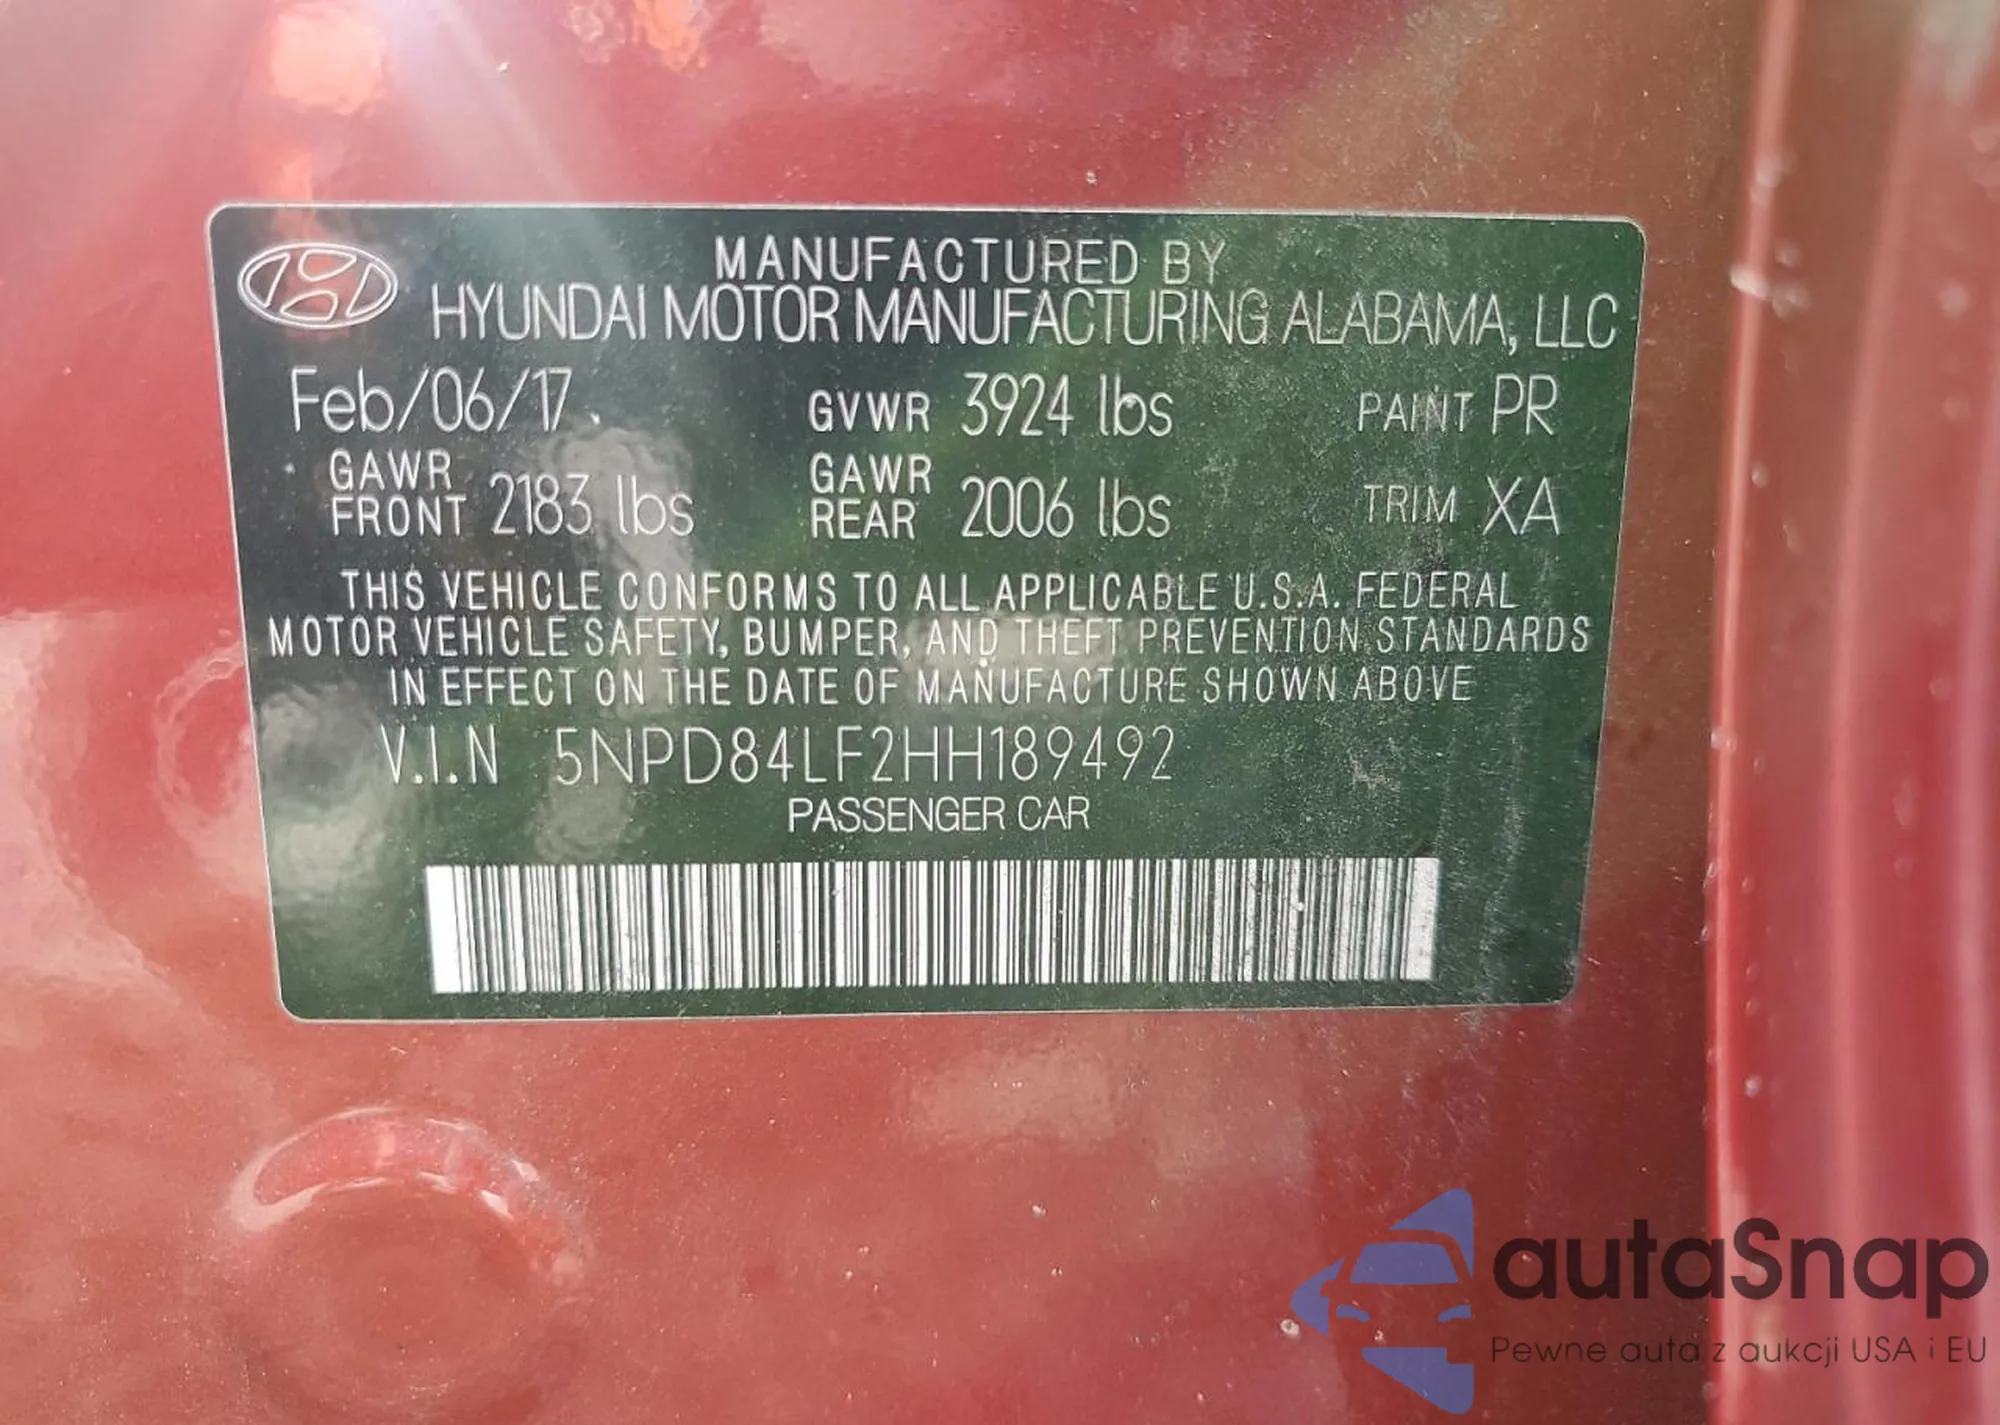 MANUFACTURED BY
HYUNDAI MOTOR MANUFACTURING ALABAMA, LLC
Feb/06/17 GVWR 3924 lbs PAINT PR
GAWR FRONT 2183 lbs GAWR REAR 2006 lbs TRIM XA
THIS VEHICLE CONFORMS TO ALL APPLICABLE U.S.A. FEDERAL
MOTOR VEHICLE SAFETY, BUMPER, AND THEFT PREVENTION STANDARDS
IN EFFECT ON THE DATE OF MANUFACTURE SHOWN ABOVE
V.I.N 5NPD84LF2HH189492
PASSENGER CAR
autaSnap
Pewne auta z aukcji USA i EU